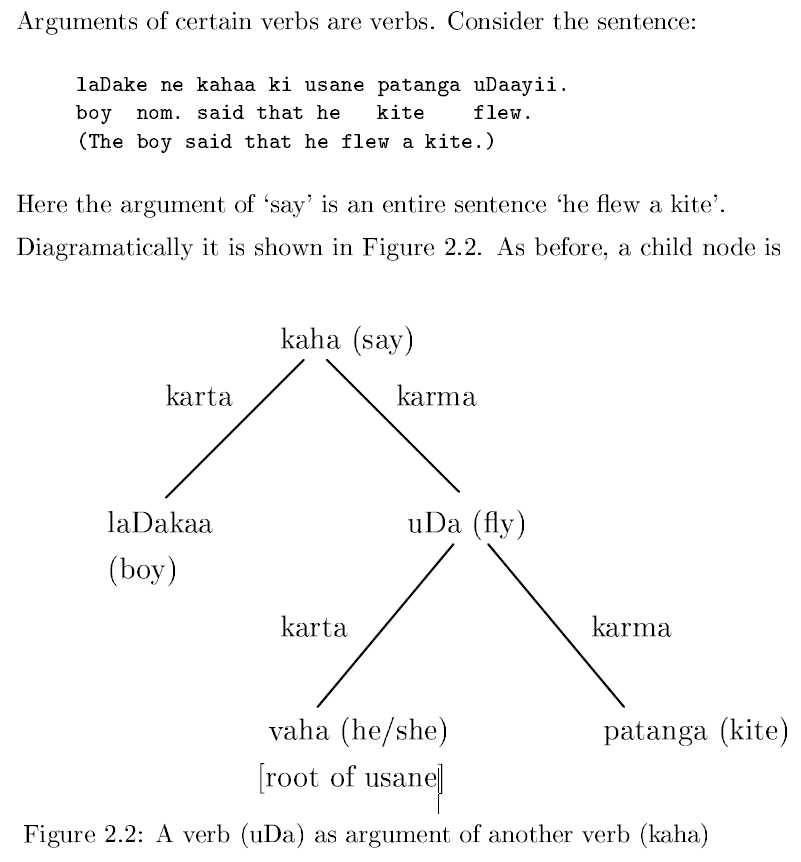 Arguments of certain verbs are verbs. Consider the sentence:
laDake ne kahaa ki usane patanga uDaayii.
boy nom. said that he kite flew.
(The boy said that he flew a kite.)
Here the argument of ‘say’ is an entire sentence ‘he flew a kite’.
Diagramatically it is shown in Figure 2.2. As before, a child node is
kaha (say)
karta karma
laDakaa uDa (fly)
(boy)
karta karma
vaha (he/she) patanga (kite)
[root of usane]
Figure 2.2: A verb (uDa) as argument of another verb (kaha)